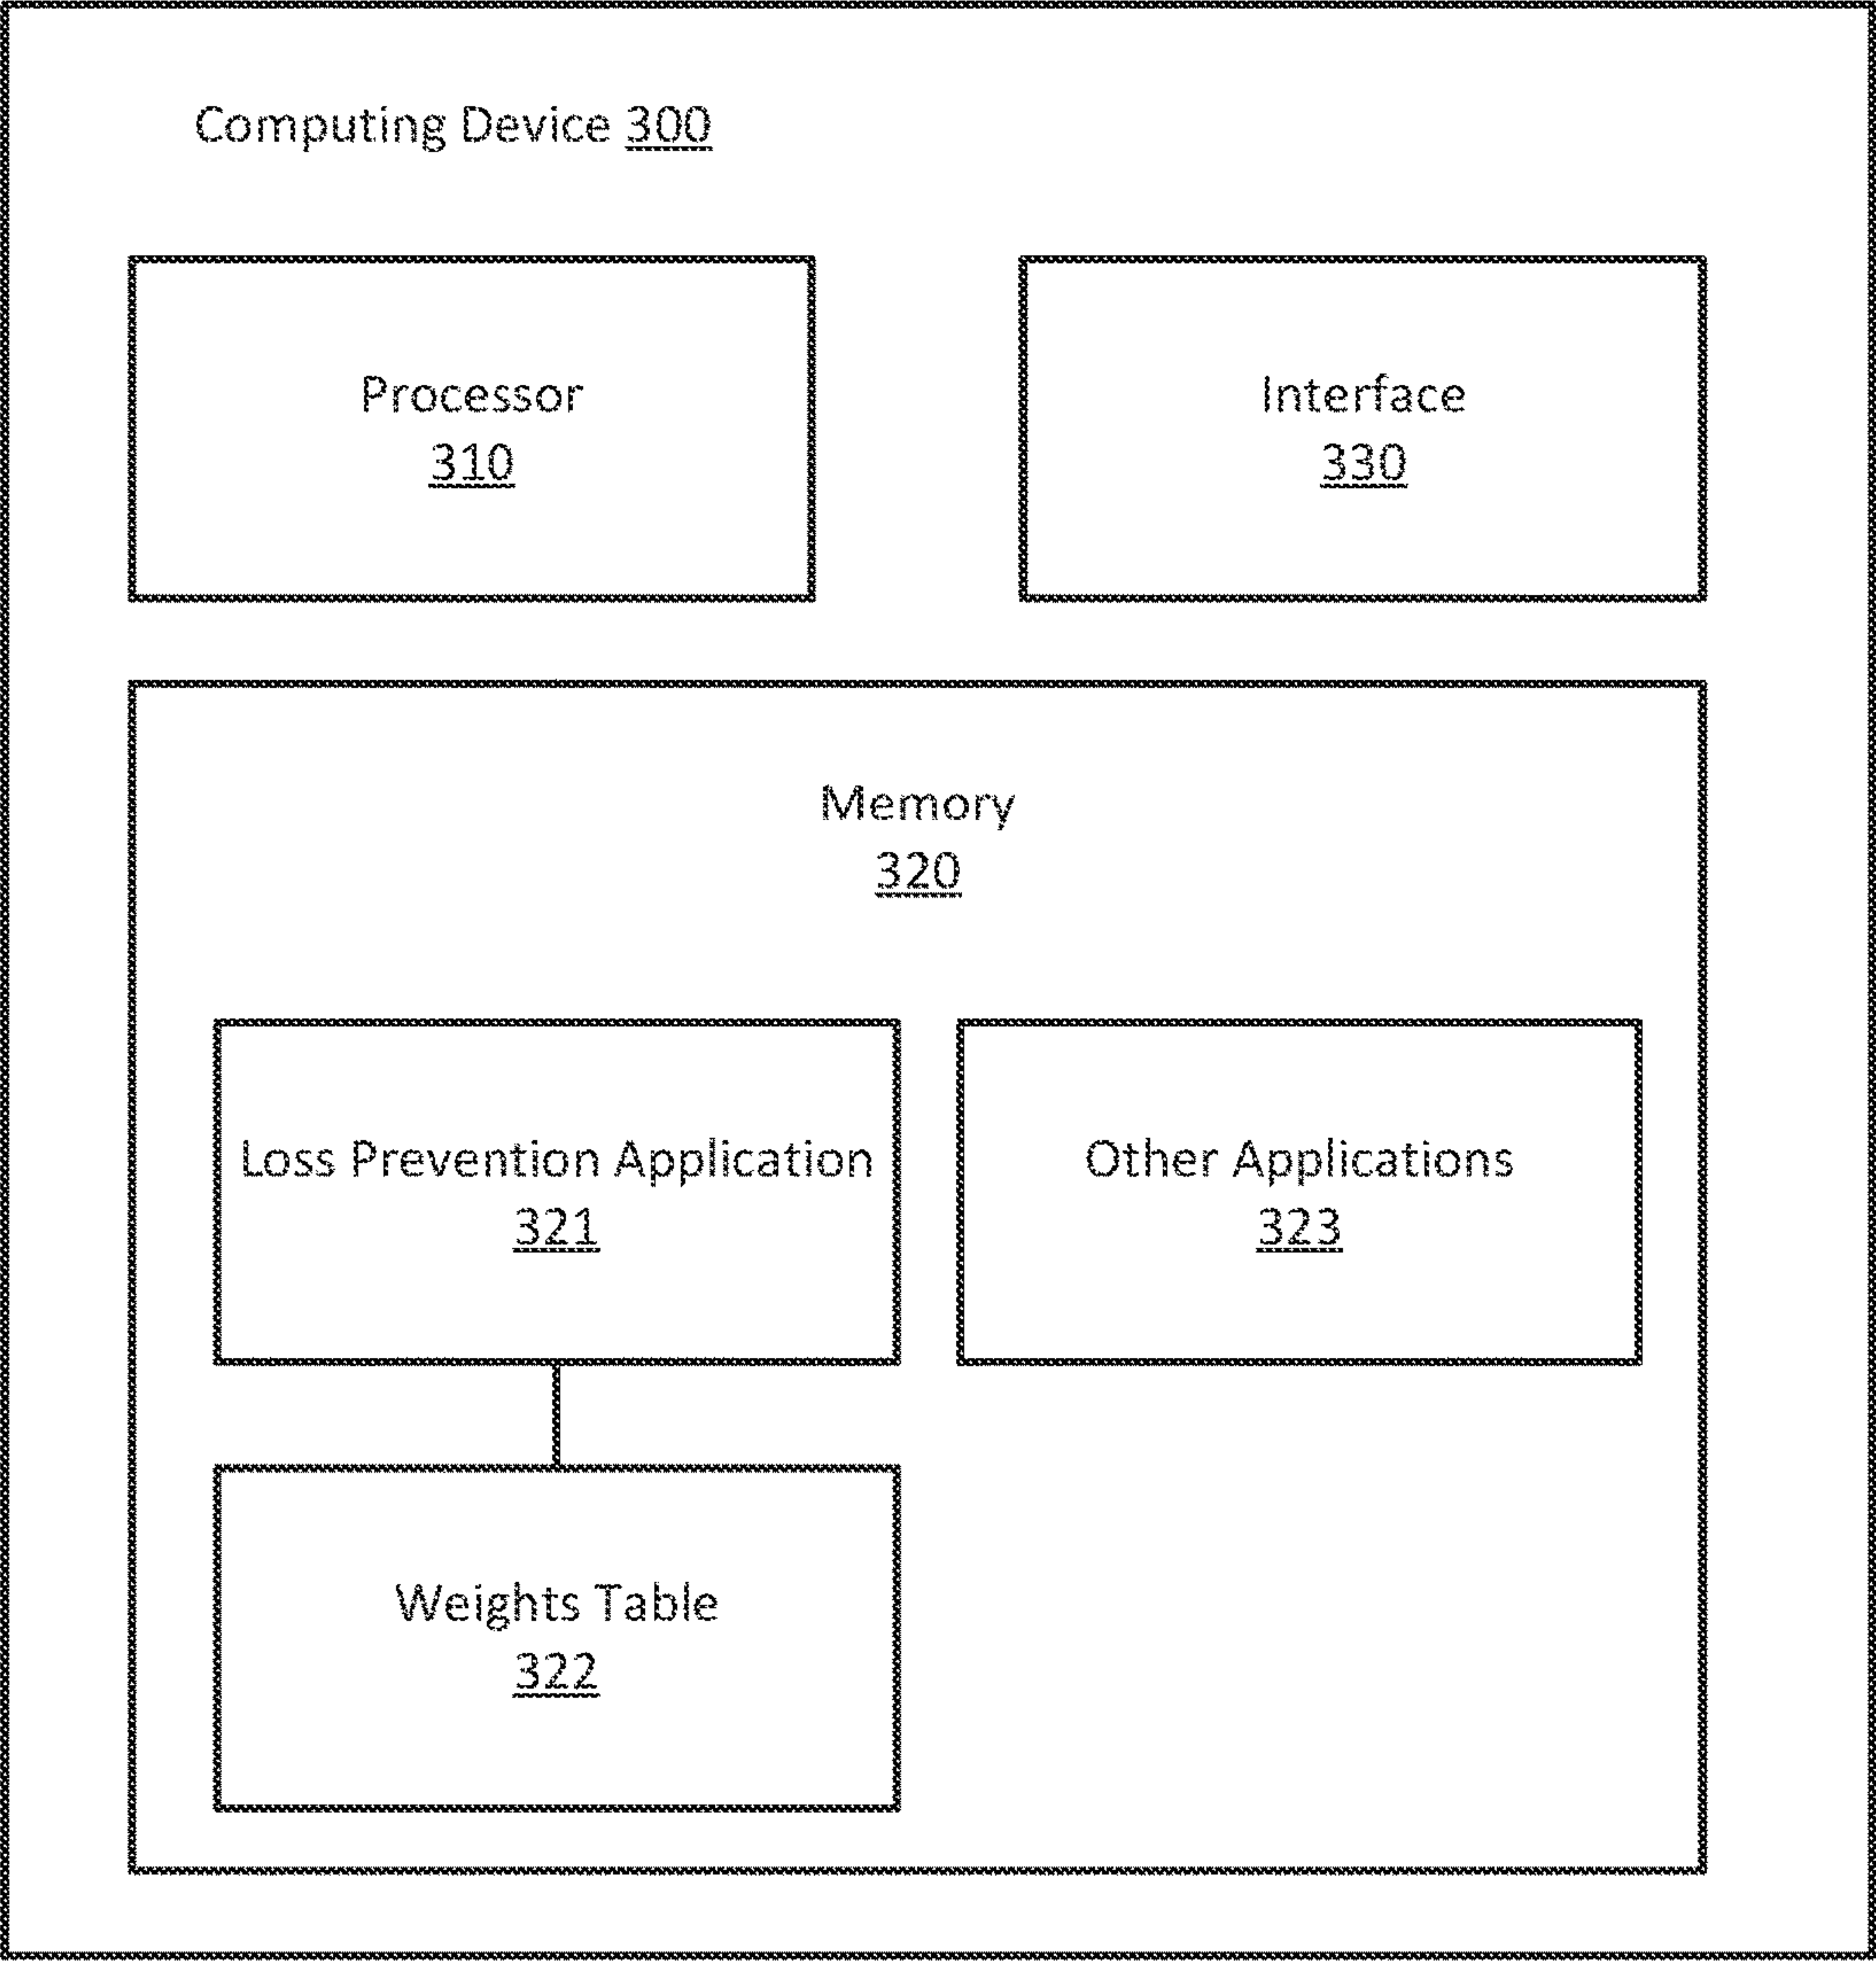 Computing Device 300
Processor
310
Interface
330
Memory
320
Loss Prevention Application
321
Other Applications
323
Weights Table
322